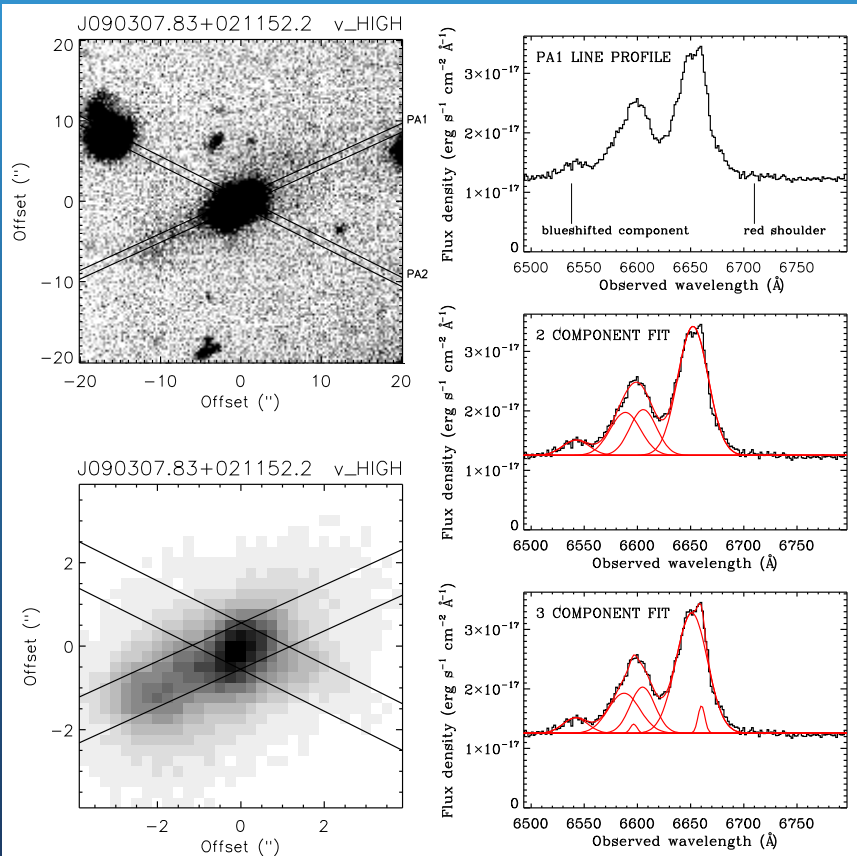 J090307.83+021152.2 v_HIGH
20
10
0
−10
−20
Offset (")
−20 −10 0 10 20
Offset (")
PA1
PA2
PA1 LINE PROFILE
3×10⁻¹⁷
2×10⁻¹⁷
1×10⁻¹⁷
0
Flux density (erg s⁻¹ cm⁻² Å⁻¹)
blueshifted component
red shoulder
6500 6550 6600 6650 6700 6750
Observed wavelength (Å)
2 COMPONENT FIT
3×10⁻¹⁷
2×10⁻¹⁷
1×10⁻¹⁷
0
Flux density (erg s⁻¹ cm⁻² Å⁻¹)
6500 6550 6600 6650 6700 6750
Observed wavelength (Å)
J090307.83+021152.2 v_HIGH
2
0
−2
Offset (")
−2 0 2
Offset (")
3 COMPONENT FIT
3×10⁻¹⁷
2×10⁻¹⁷
1×10⁻¹⁷
0
Flux density (erg s⁻¹ cm⁻² Å⁻¹)
6500 6550 6600 6650 6700 6750
Observed wavelength (Å)